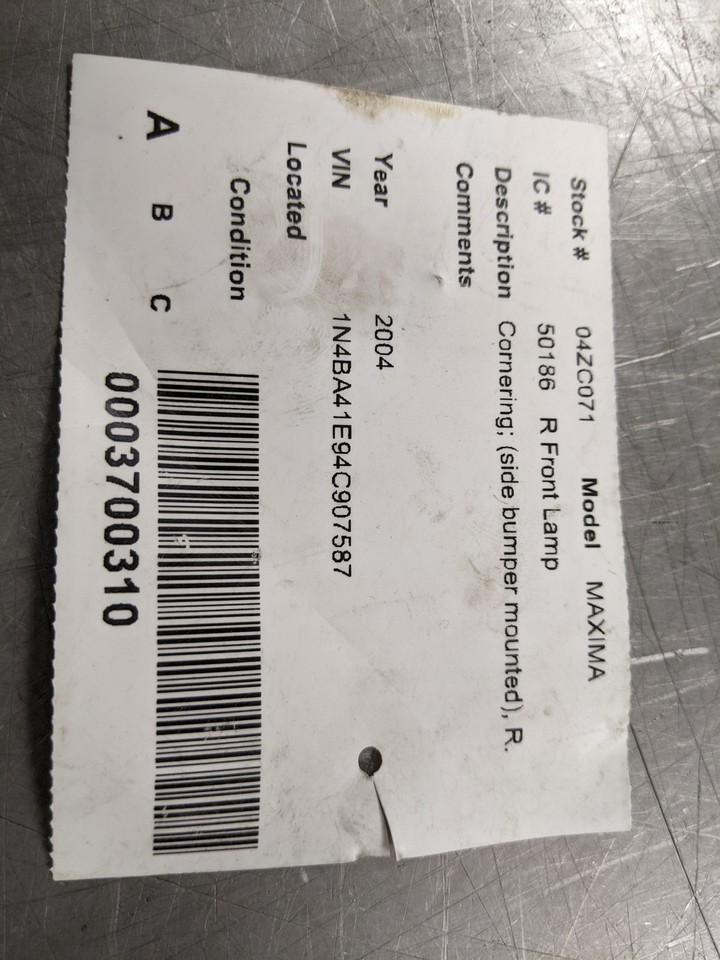 Stock # 04ZC071 Model MAXIMA
IC # 50186 R Front Lamp
Description Cornering; (side bumper mounted), R.
Comments
Year 2004
VIN 1N4BA41E94C907587
Located
Condition
A B C
0003700310